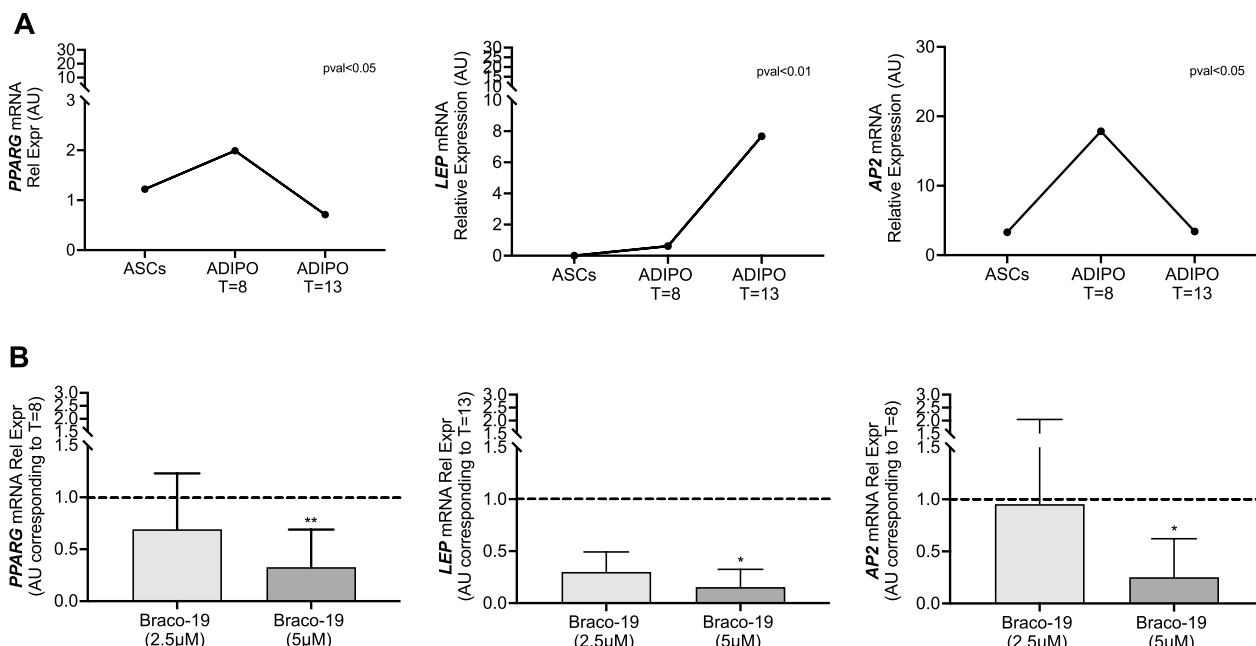 A
PPARG mRNA
Rel Expr (AU)
30
20
10
3
2
1
0
pval<0.05
ASCs
ADIPO
T=8
ADIPO
T=13
LEP mRNA
Relative Expression (AU)
30
25
20
15
10
10
8
6
4
2
0
pval<0.01
ASCs
ADIPO
T=8
ADIPO
T=13
AP2 mRNA
Relative Expression (AU)
30
20
10
0
pval<0.05
ASCs
ADIPO
T=8
ADIPO
T=13
B
PPARG mRNA Rel Expr
(AU corresponding to T=8)
3.0
2.5
2.0
1.5
1.5
1.0
0.5
0.0
**
Braco-19
(2.5µM)
Braco-19
(5µM)
LEP mRNA Rel Expr
(AU corresponding to T=13)
3.0
2.5
2.0
1.5
1.5
1.0
0.5
0.0
*
Braco-19
(2.5µM)
Braco-19
(5µM)
AP2 mRNA Rel Expr
(AU corresponding to T=8)
3.0
2.5
2.0
1.5
1.5
1.0
0.5
0.0
*
Braco-19
(2.5µM)
Braco-19
(5µM)